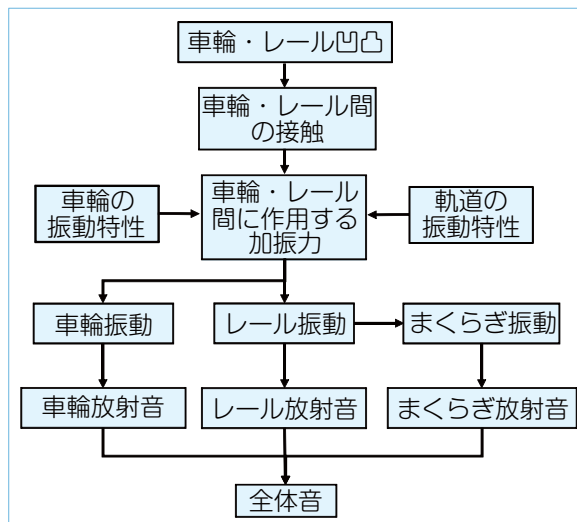 車輪・レール凹凸
車輪・レール間
の接触
車輪の
振動特性
車輪・レール
間に作用する
加振力
軌道の
振動特性
車輪振動
レール振動
まくらぎ振動
車輪放射音
レール放射音
まくらぎ放射音
全体音